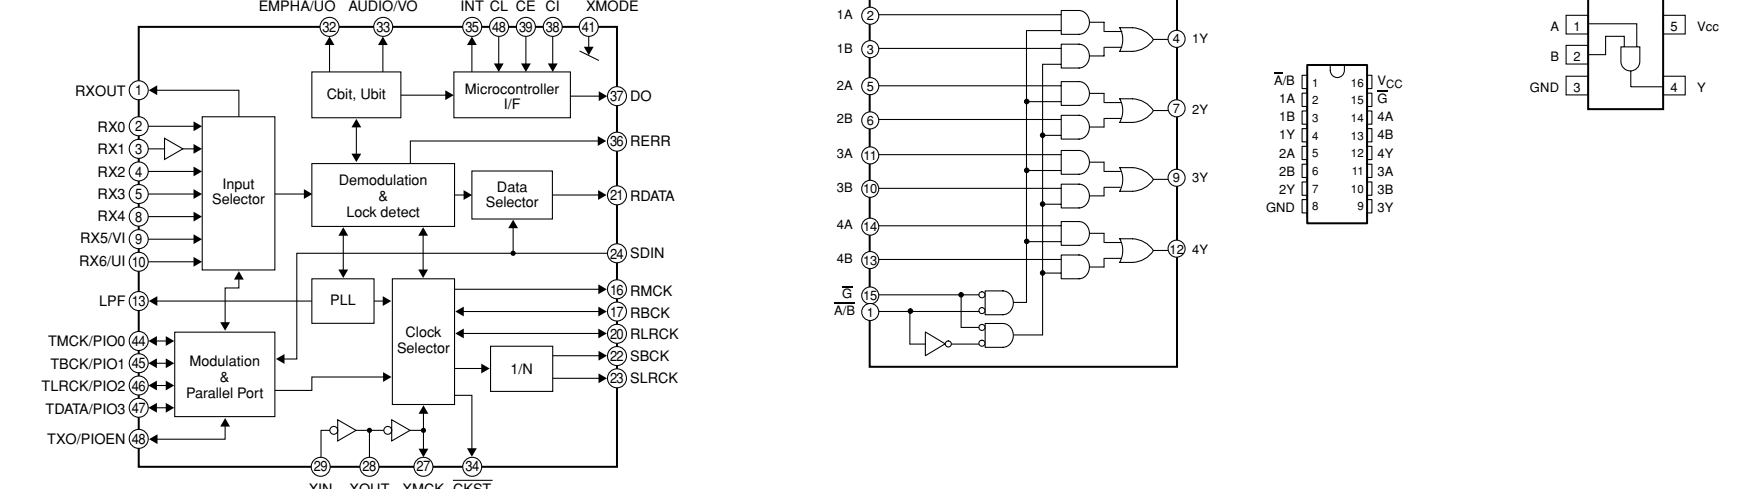 EMPHA/UO AUDIO/VO INT CL CE CI XMODE
32 33 35 48 39 38 41
Cbit, Ubit
Microcontroller
I/F
37 DO
RXOUT 1
RX0 2
RX1 3
RX2 4
RX3 5
RX4 8
RX5/VI 9
RX6/UI 10
LPF 13
TMCK/PIO0 44
TBCK/PIO1 45
TLRCK/PIO2 46
TDATA/PIO3 47
TXO/PIOEN 48
Input
Selector
Demodulation
&
Lock detect
Data
Selector
36 RERR
21 RDATA
24 SDIN
PLL
Clock
Selector
16 RMCK
17 RBCK
20 RLRCK
22 SBCK
23 SLRCK
1/N
Modulation
&
Parallel Port
29 28 27 34
XIN XOUT XMCK CKST
1A 2
1B 3
2A 5
2B 6
3A 11
3B 10
4A 14
4B 13
G 15
A/B 1
4 1Y
7 2Y
9 3Y
12 4Y
A/B 1 16 VCC
1A 2 15 G
1B 3 14 4A
1Y 4 13 4B
2A 5 12 4Y
2B 6 11 3A
2Y 7 10 3B
GND 8 9 3Y
A 1 5 Vcc
B 2
GND 3 4 Y